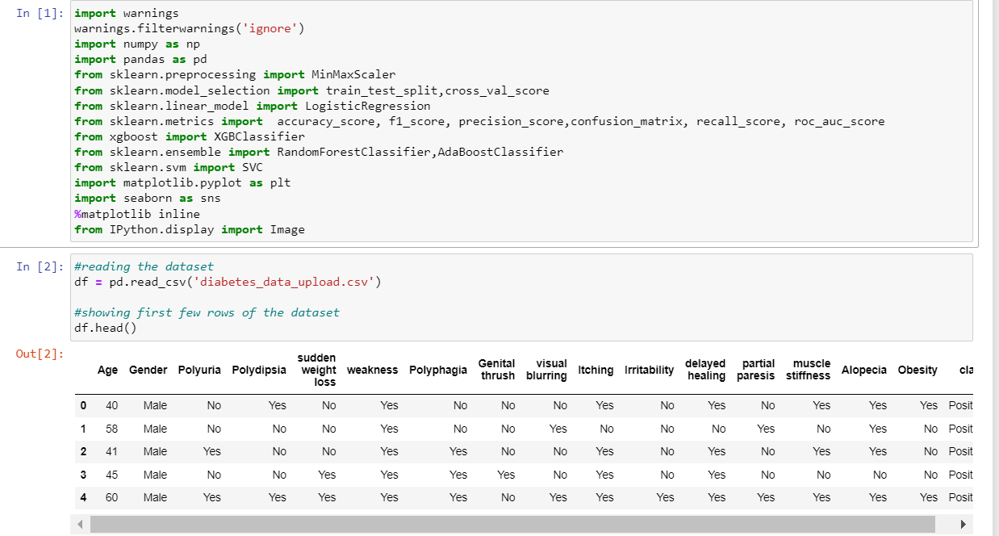 In [1]: import warnings
warnings.filterwarnings('ignore')
import numpy as np
import pandas as pd
from sklearn.preprocessing import MinMaxScaler
from sklearn.model_selection import train_test_split,cross_val_score
from sklearn.linear_model import LogisticRegression
from sklearn.metrics import  accuracy_score, f1_score, precision_score,confusion_matrix, recall_score, roc_auc_score
from xgboost import XGBClassifier
from sklearn.ensemble import RandomForestClassifier,AdaBoostClassifier
from sklearn.svm import SVC
import matplotlib.pyplot as plt
import seaborn as sns
%matplotlib inline
from IPython.display import Image
In [2]: #reading the dataset
df = pd.read_csv('diabetes_data_upload.csv')
#showing first few rows of the dataset
df.head()
Out[2]:
Age Gender Polyuria Polydipsia sudden weight loss weakness Polyphagia Genital thrush visual blurring Itching Irritability delayed healing partial paresis muscle stiffness Alopecia Obesity cla
0 40 Male No Yes No Yes No No No Yes No Yes No Yes Yes Yes Posit
1 58 Male No No No Yes No No Yes No No No Yes No Yes No Posit
2 41 Male Yes No No Yes Yes No No Yes No Yes No Yes Yes No Posit
3 45 Male No No Yes Yes Yes Yes No Yes No Yes No No No No Posit
4 60 Male Yes Yes Yes Yes Yes No Yes Yes Yes Yes Yes Yes Yes Yes Posit